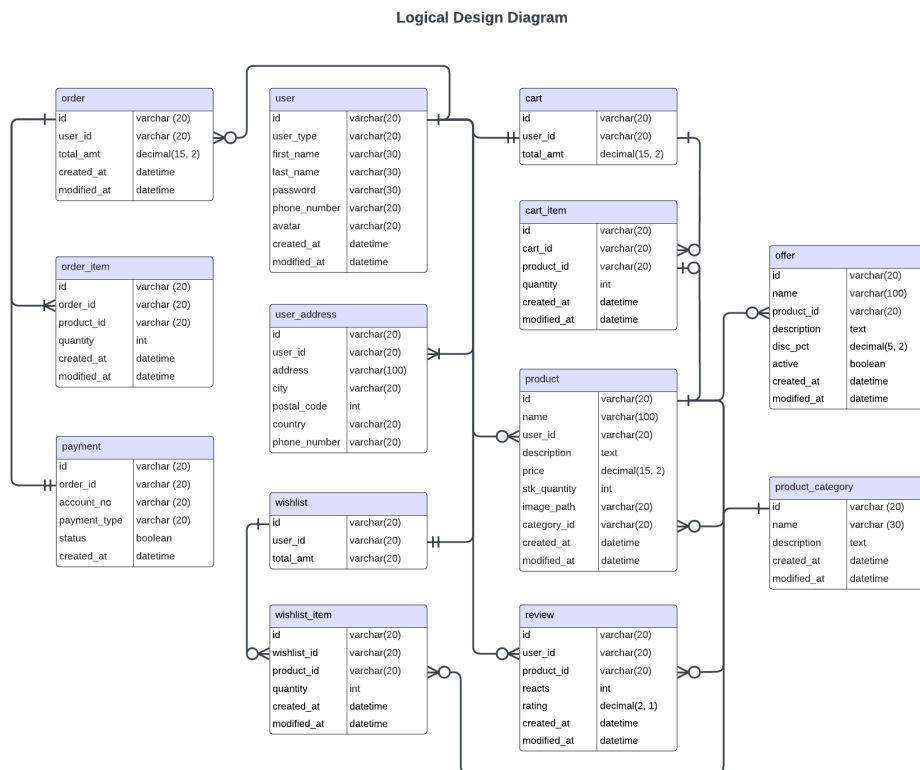 Logical Design Diagram
order
id varchar (20)
user_id varchar (20)
total_amt decimal(15, 2)
created_at datetime
modified_at datetime
order_item
id varchar (20)
order_id varchar (20)
product_id varchar (20)
quantity int
created_at datetime
modified_at datetime
payment
id varchar (20)
order_id varchar (20)
account_no varchar (20)
payment_type varchar (20)
status boolean
created_at datetime
user
id varchar(20)
user_type varchar(20)
first_name varchar(30)
last_name varchar(30)
password varchar(30)
phone_number varchar(20)
avatar varchar(20)
created_at datetime
modified_at datetime
user_address
id varchar(20)
user_id varchar(20)
address varchar(100)
city varchar(20)
postal_code int
country varchar(20)
phone_number varchar(20)
wishlist
id varchar(20)
user_id varchar(20)
total_amt varchar(20)
wishlist_item
id varchar(20)
wishlist_id varchar(20)
product_id varchar(20)
quantity int
created_at datetime
modified_at datetime
cart
id varchar(20)
user_id varchar(20)
total_amt decimal(15, 2)
cart_item
id varchar(20)
cart_id varchar(20)
product_id varchar(20)
quantity int
created_at datetime
modified_at datetime
product
id varchar(20)
name varchar(100)
user_id varchar(20)
description text
price decimal(15, 2)
stk_quantity int
image_path varchar(20)
category_id varchar(20)
created_at datetime
modified_at datetime
review
id varchar(20)
user_id varchar(20)
product_id varchar(20)
reacts int
rating decimal(2, 1)
created_at datetime
modified_at datetime
offer
id varchar(20)
name varchar(100)
product_id varchar(20)
description text
disc_pct decimal(5, 2)
active boolean
created_at datetime
modified_at datetime
product_category
id varchar (20)
name varchar (30)
description text
created_at datetime
modified_at datetime